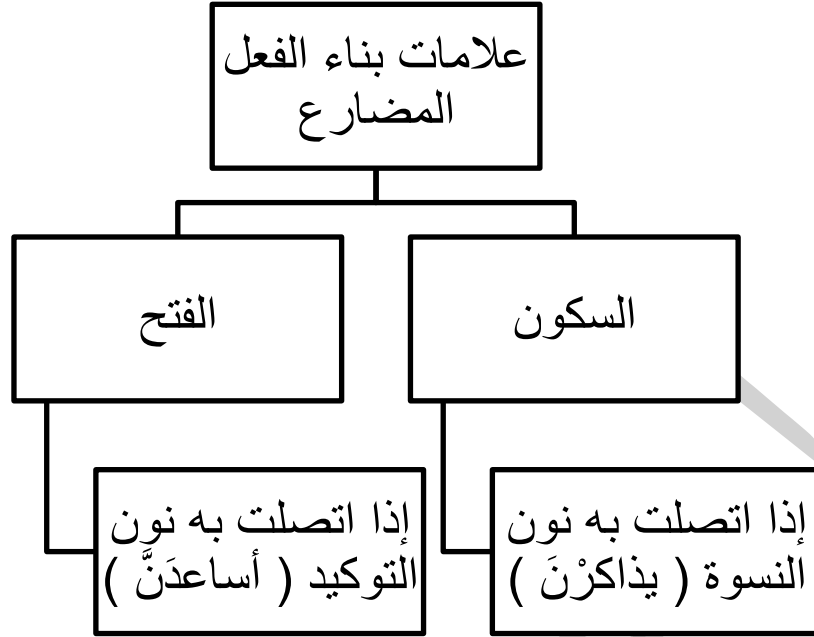 علامات بناء الفعل
المضارع
السكون
الفتح
إذا اتصلت به نون
النسوة ( يذاكرْنَ )
إذا اتصلت به نون
التوكيد ( أساعدَنَّ )